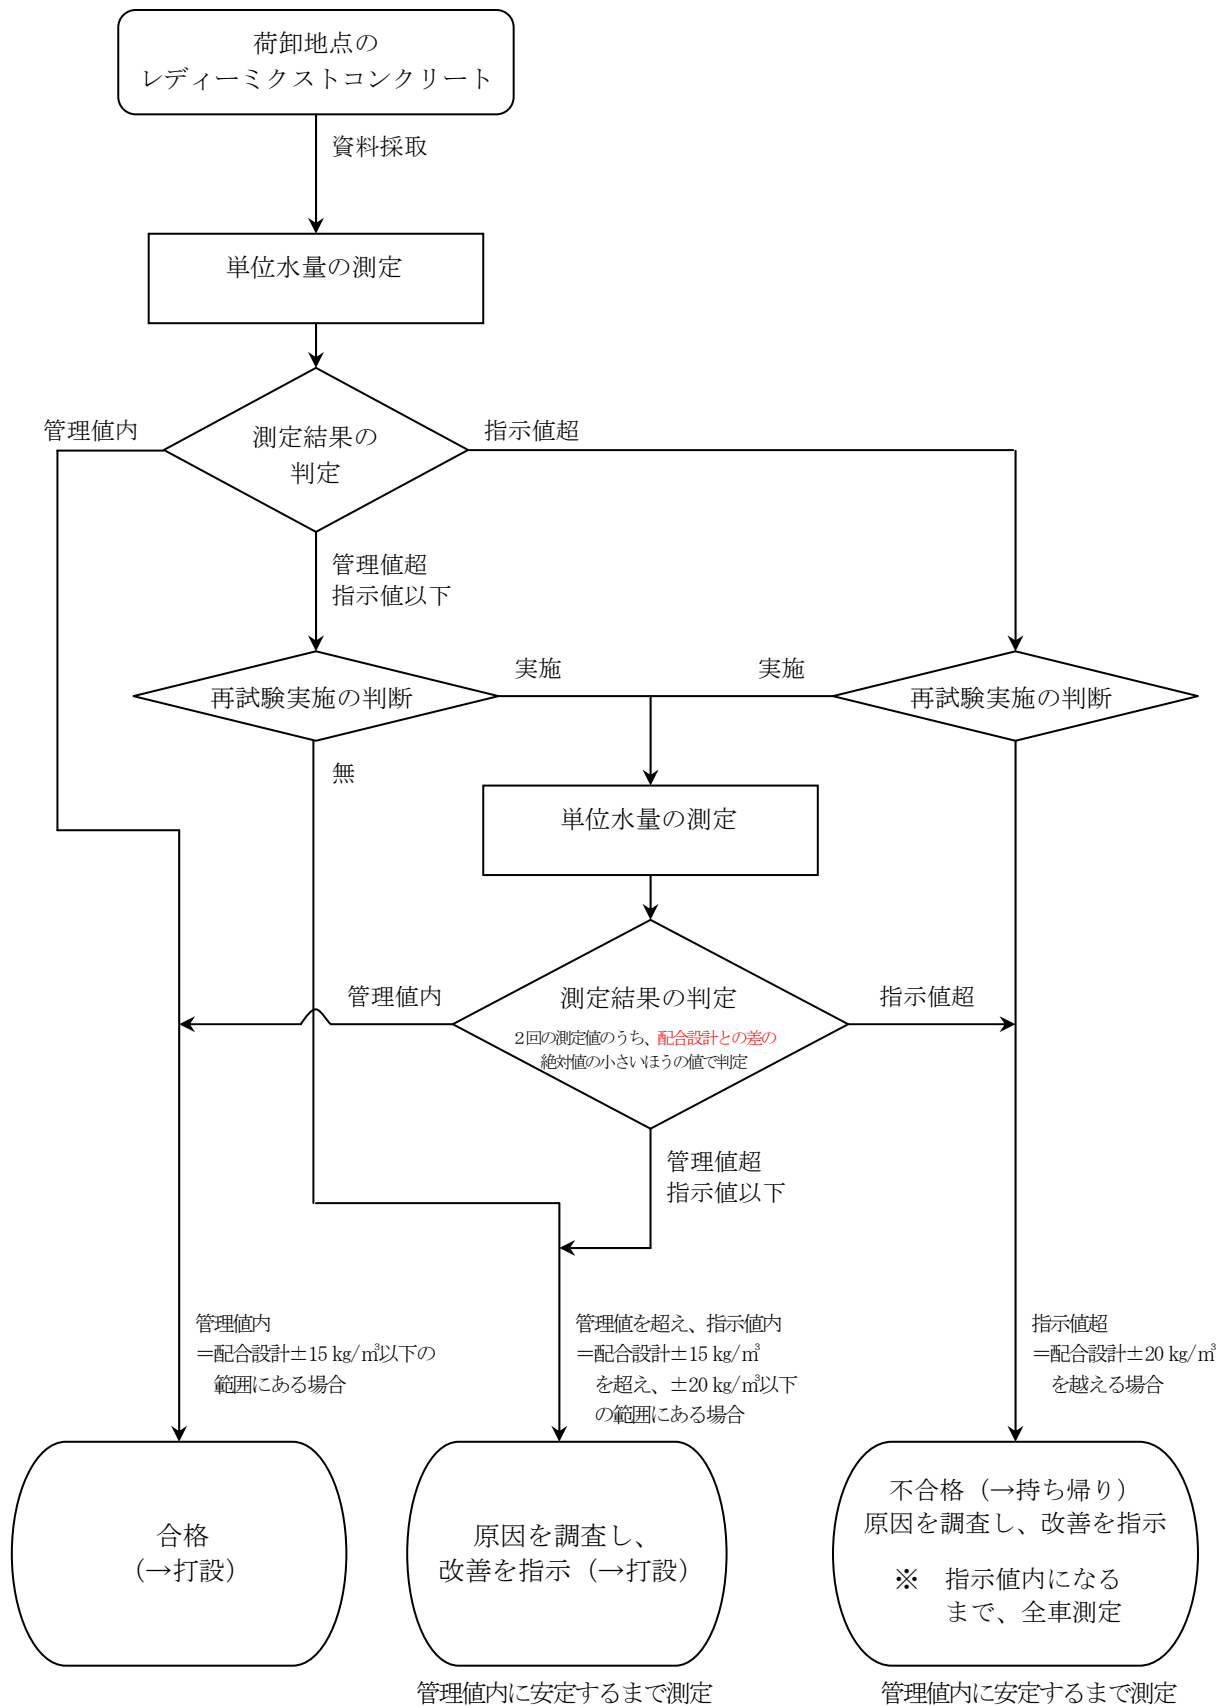 荷卸地点の
レディーミクストコンクリート
資料採取
単位水量の測定
管理値内
測定結果の
判定
指示値超
管理値超
指示値以下
再試験実施の判断
実施
実施
再試験実施の判断
無
単位水量の測定
管理値内
測定結果の判定
指示値超
２回の測定値のうち、配合設計との差の
絶対値の小さいほうの値で判定
管理値超
指示値以下
管理値内
＝配合設計±15 kg/㎥以下の
範囲にある場合
管理値を超え、指示値内
＝配合設計±15 kg/㎥
を超え、±20 kg/㎥以下
の範囲にある場合
指示値超
＝配合設計±20 kg/㎥
を越える場合
合格
（→打設）
原因を調査し、
改善を指示（→打設）
不合格（→持ち帰り）
原因を調査し、改善を指示
※　指示値内になる
まで、全車測定
管理値内に安定するまで測定
管理値内に安定するまで測定